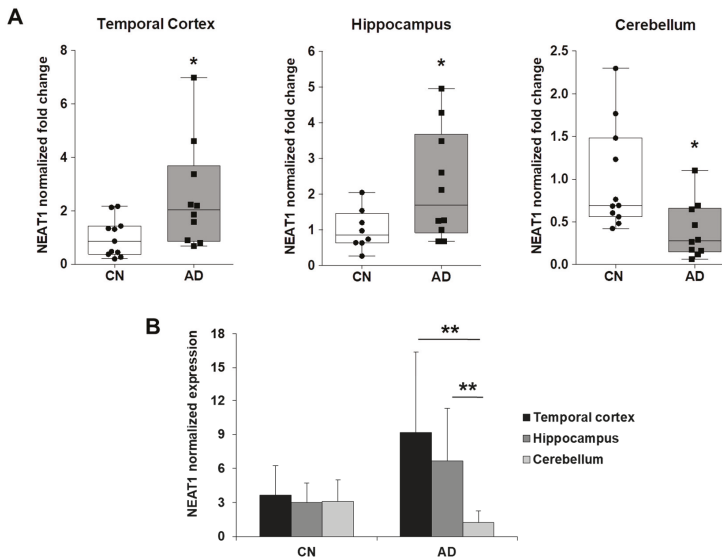 A
Temporal Cortex
NEAT1 normalized fold change
8
6
4
2
0
*
CN
AD
Hippocampus
NEAT1 normalized fold change
6
5
4
3
2
1
0
*
CN
AD
Cerebellum
NEAT1 normalized fold change
2.5
2.0
1.5
1.0
0.5
0.0
*
CN
AD
B
NEAT1 normalized expression
18
15
12
9
6
3
0
**
**
CN
AD
Temporal cortex
Hippocampus
Cerebellum